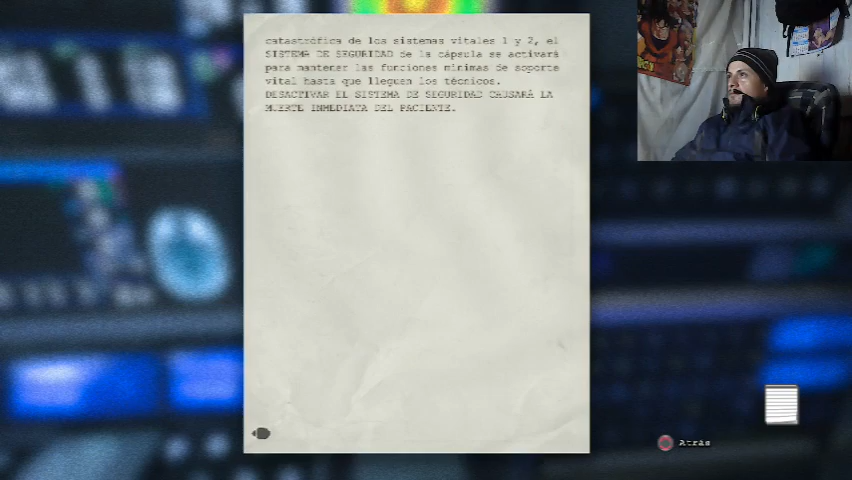 catastrófica de los sistemas vitales 1 y 2, el
SISTEMA DE SEGURIDAD de la cápsula se activará
para mantener las funciones mínimas de soporte
vital hasta que lleguen los técnicos.
DESACTIVAR EL SISTEMA DE SEGURIDAD CAUSARÁ LA
MUERTE INMEDIATA DEL PACIENTE.
Atrás